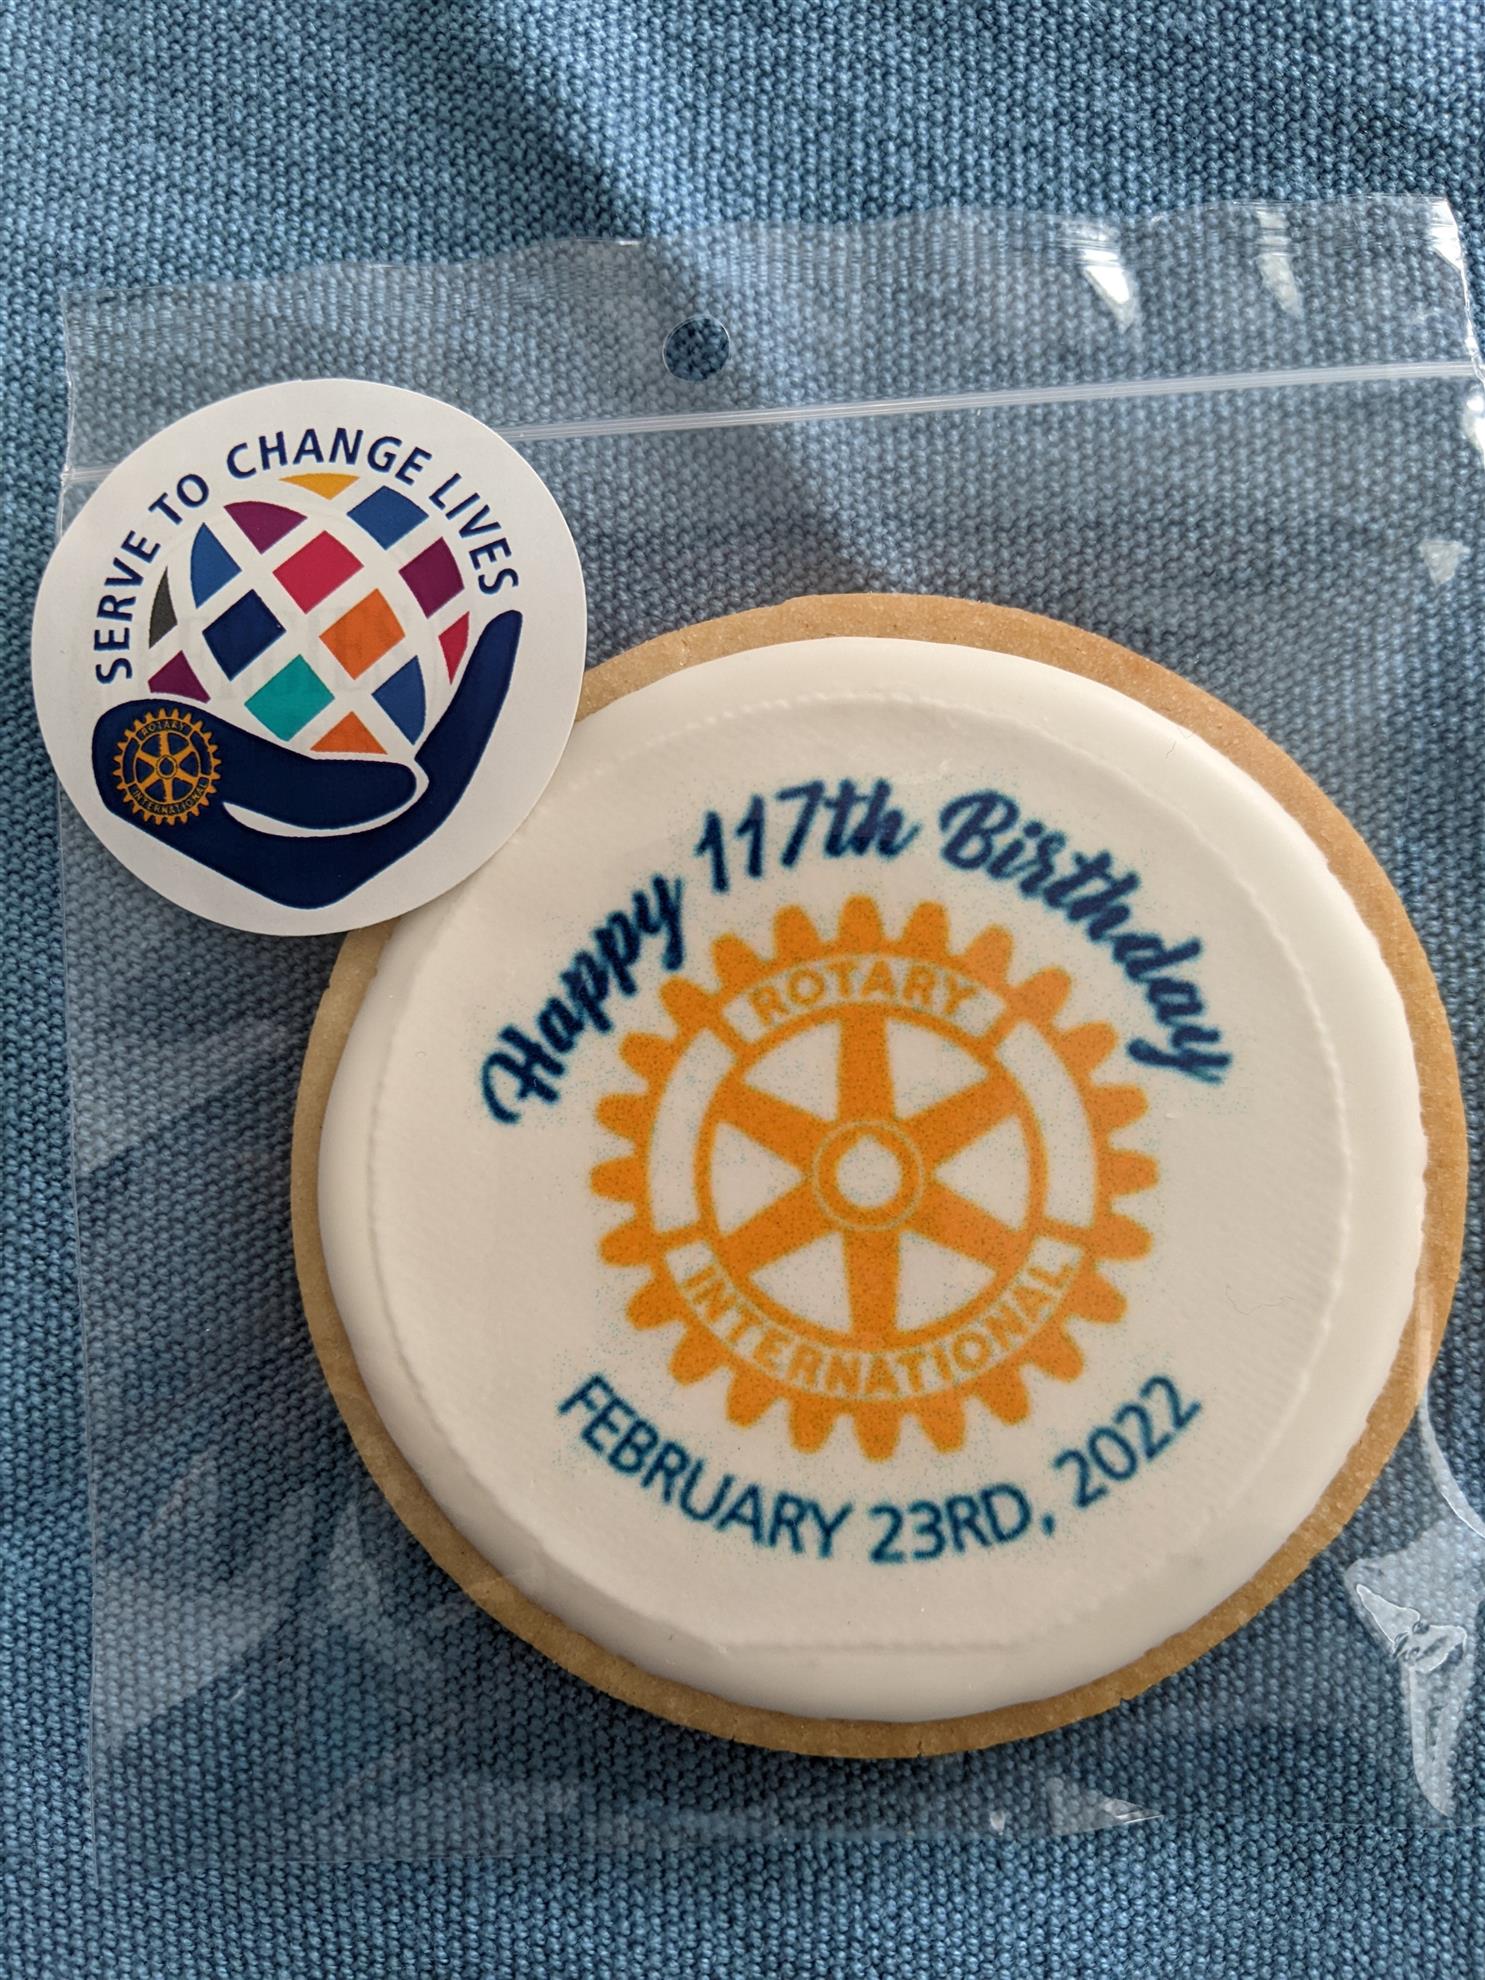 SERVE TO CHANGE LIVES
ROTARY
INTERNATIONAL
Happy 117th Birthday
ROTARY
INTERNATIONAL
FEBRUARY 23RD, 2022